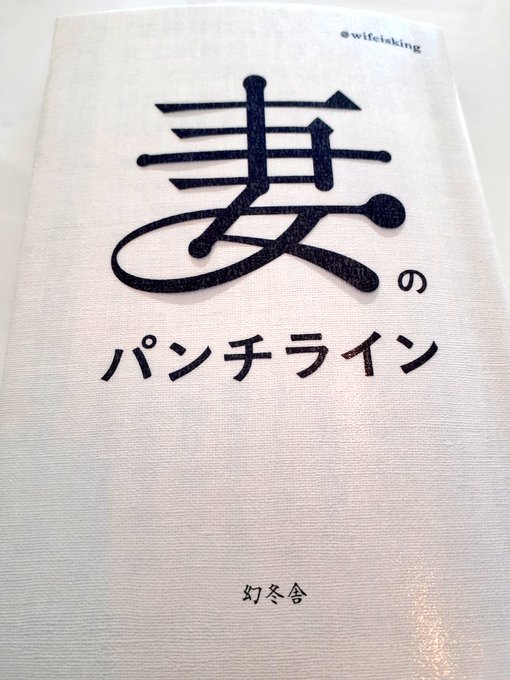 @wifeisking
妻の
パンチライン
幻冬舎